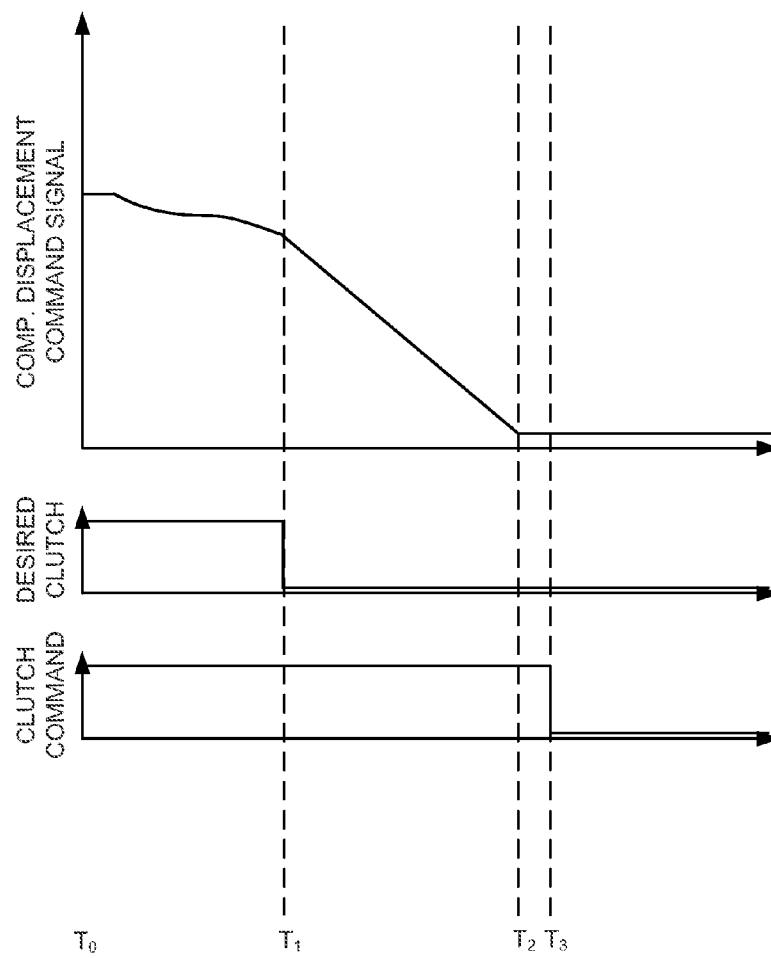 COMP. DISPLACEMENT
COMMAND SIGNAL
DESIRED
CLUTCH
CLUTCH
COMMAND
T₀ T₁ T₂ T₃